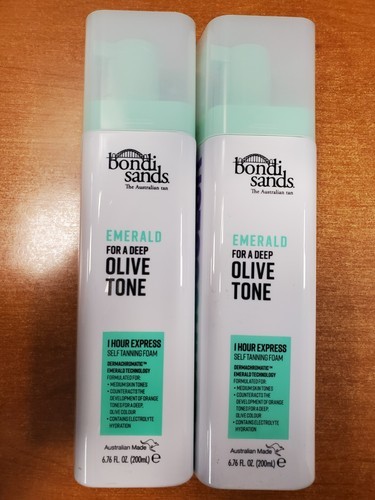 bondi
sands
The Australian tan
EMERALD
FOR A DEEP
OLIVE
TONE
1 HOUR EXPRESS
SELF TANNING FOAM
DERMACHROMATIC™
EMERALD TECHNOLOGY
FORMULATED FOR:
• MEDIUM SKIN TONES
• COUNTERACTS THE
DEVELOPMENT OF ORANGE
TONES FOR A DEEP,
OLIVE COLOUR
• CONTAINS ELECTROLYTE
HYDRATION
Australian Made
6.76 FL. OZ. (200mL) e
bondi
sands.
The Australian tan
EMERALD
FOR A DEEP
OLIVE
TONE
1 HOUR EXPRESS
SELF TANNING FOAM
DERMACHROMATIC™
EMERALD TECHNOLOGY
FORMULATED FOR:
• MEDIUM SKIN TONES
• COUNTERACTS THE
DEVELOPMENT OF ORANGE
TONES FOR A DEEP,
OLIVE COLOUR
• CONTAINS ELECTROLYTE
HYDRATION
Australian Made
6.76 FL. OZ. (200mL) e